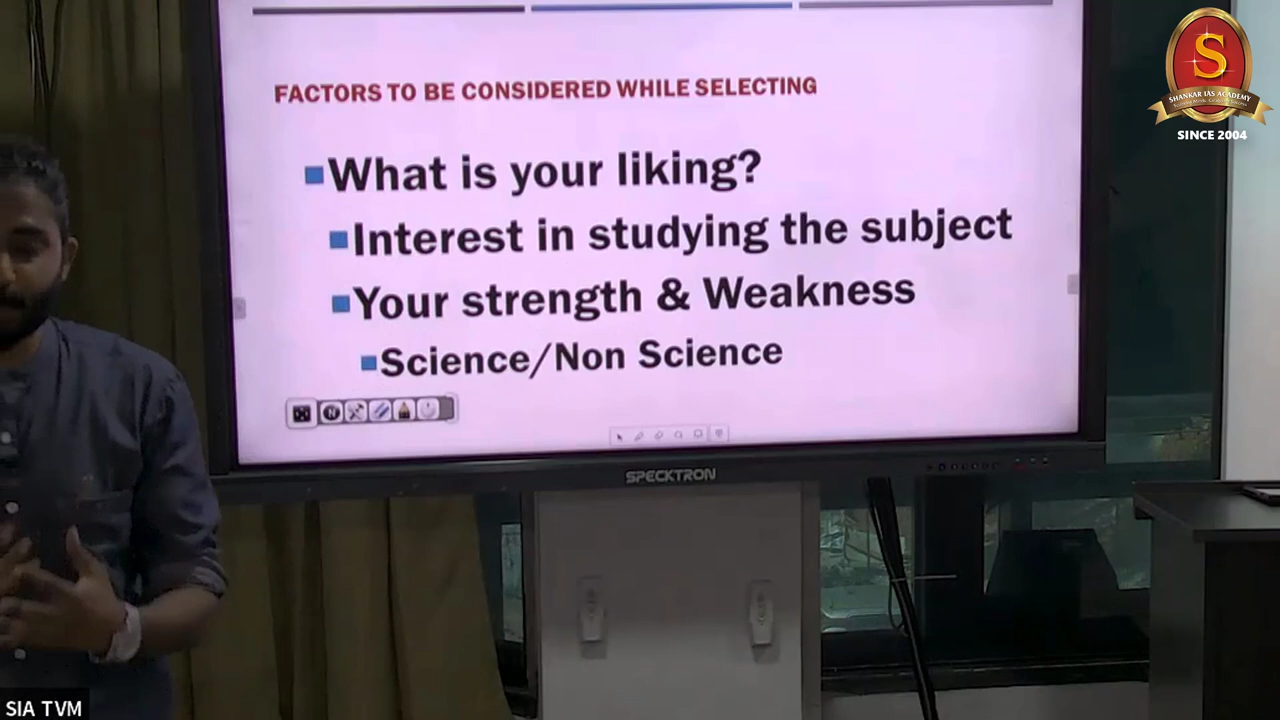 FACTORS TO BE CONSIDERED WHILE SELECTING
What is your liking?
Interest in studying the subject
Your strength & Weakness
Science/Non Science
N
SPECKTRON
S
SHANKAR IAS ACADEMY
SINCE 2004
SIA TVM